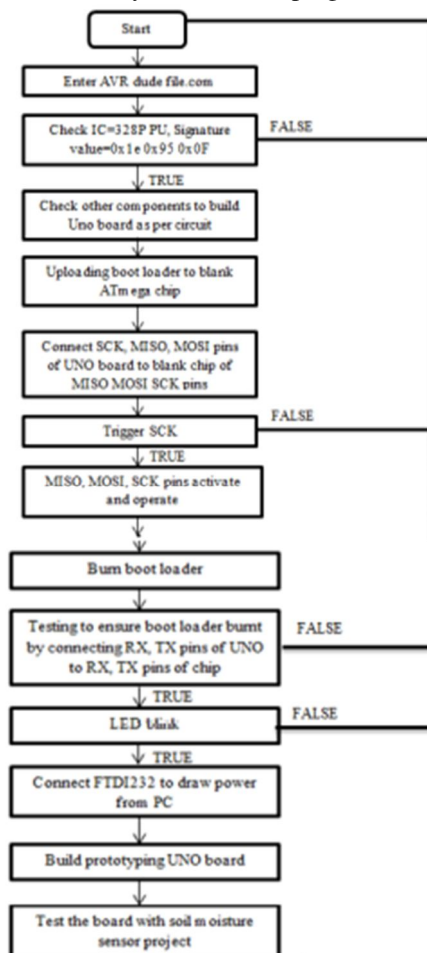 Start
Enter AVR dude file.com
Check IC=328P PU, Signature
value=0x1e 0x95 0x0F
FALSE
TRUE
Check other components to build
Uno board as per circuit
Uploading boot loader to blank
ATmega chip
Connect SCK, MISO, MOSI pins
of UNO board to blank chip of
MISO MOSI SCK pins
FALSE
Trigger SCK
TRUE
MISO, MOSI, SCK pins activate
and operate
Burn boot loader
Testing to ensure boot loader burnt
by connecting RX, TX pins of UNO
to RX, TX pins of chip
FALSE
TRUE
LED blink
FALSE
TRUE
Connect FTDI232 to draw power
from PC
Build prototyping UNO board
Test the board with soil moisture
sensor project